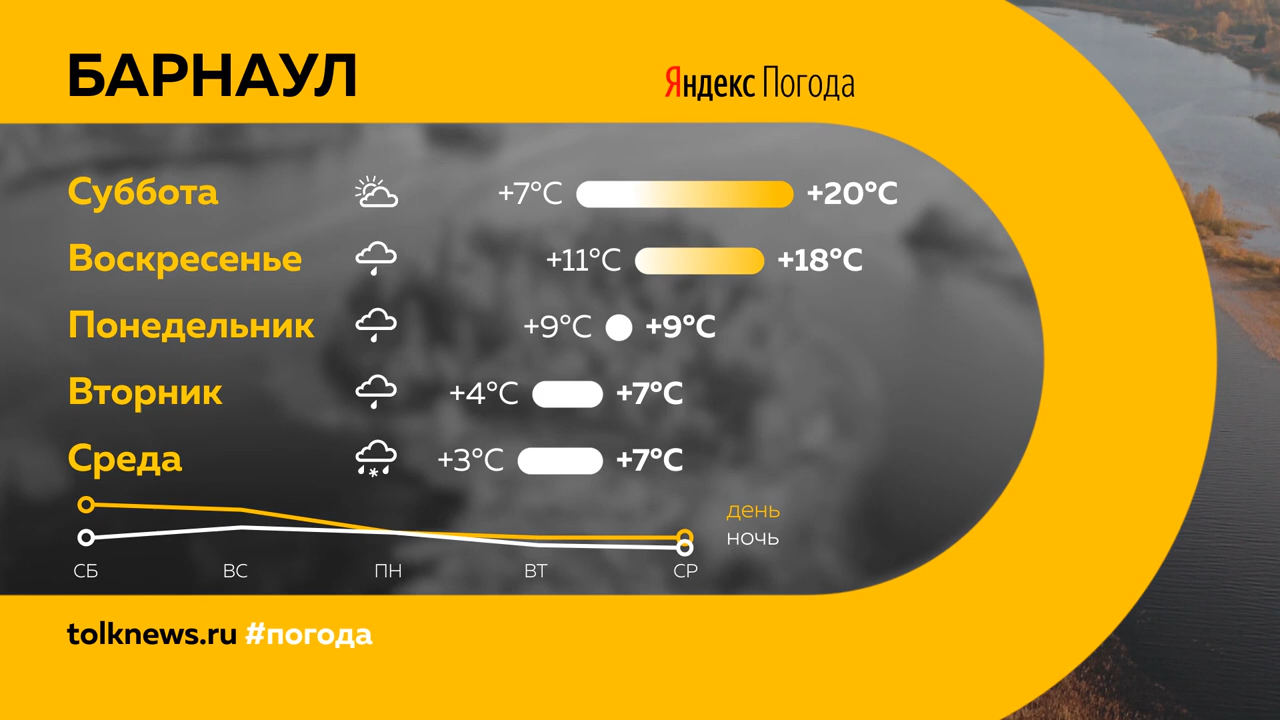 БАРНАУЛ
Яндекс Погода
Суббота +7°C +20°C
Воскресенье +11°C +18°C
Понедельник +9°C +9°C
Вторник +4°C +7°C
Среда +3°C +7°C
день
ночь
СБ ВС ПН ВТ СР
tolknews.ru #погода